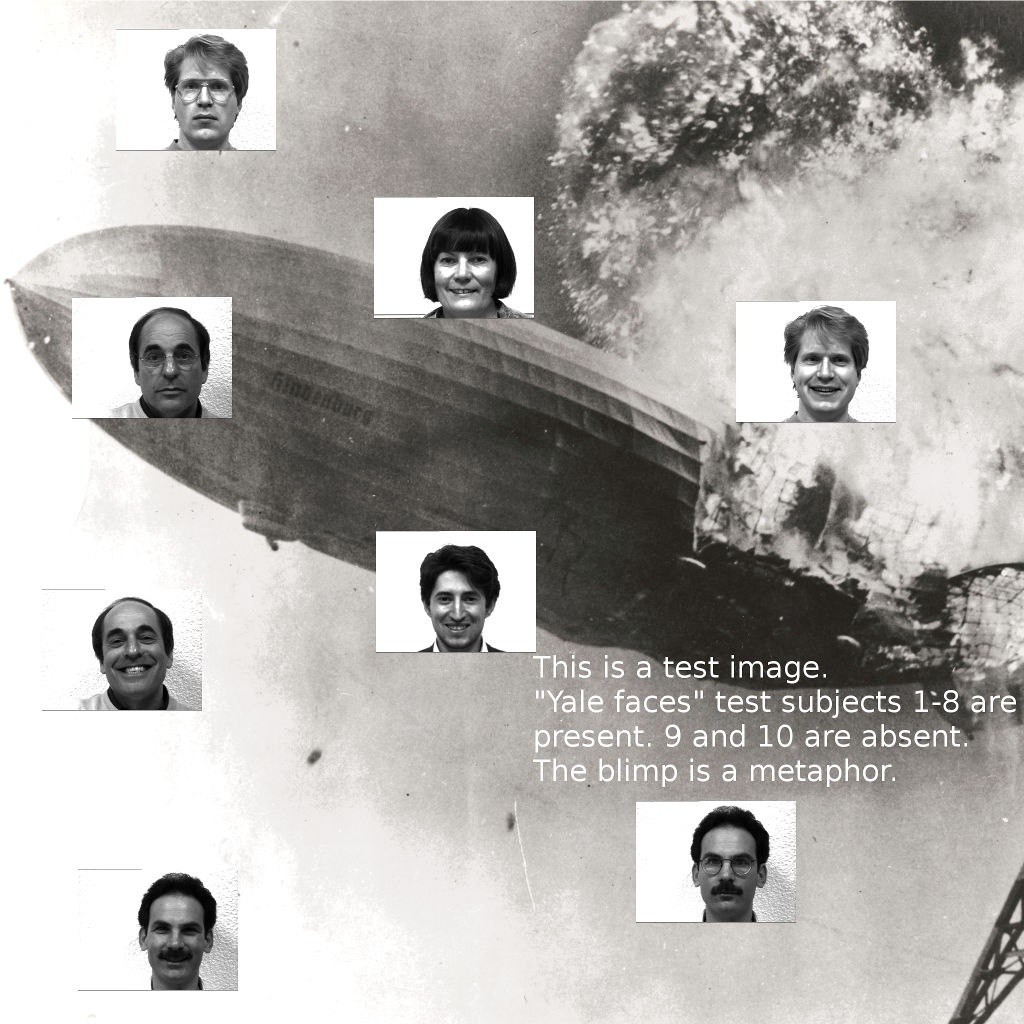 Hindenburg
This is a test image.
"Yale faces" test subjects 1-8 are
present. 9 and 10 are absent.
The blimp is a metaphor.